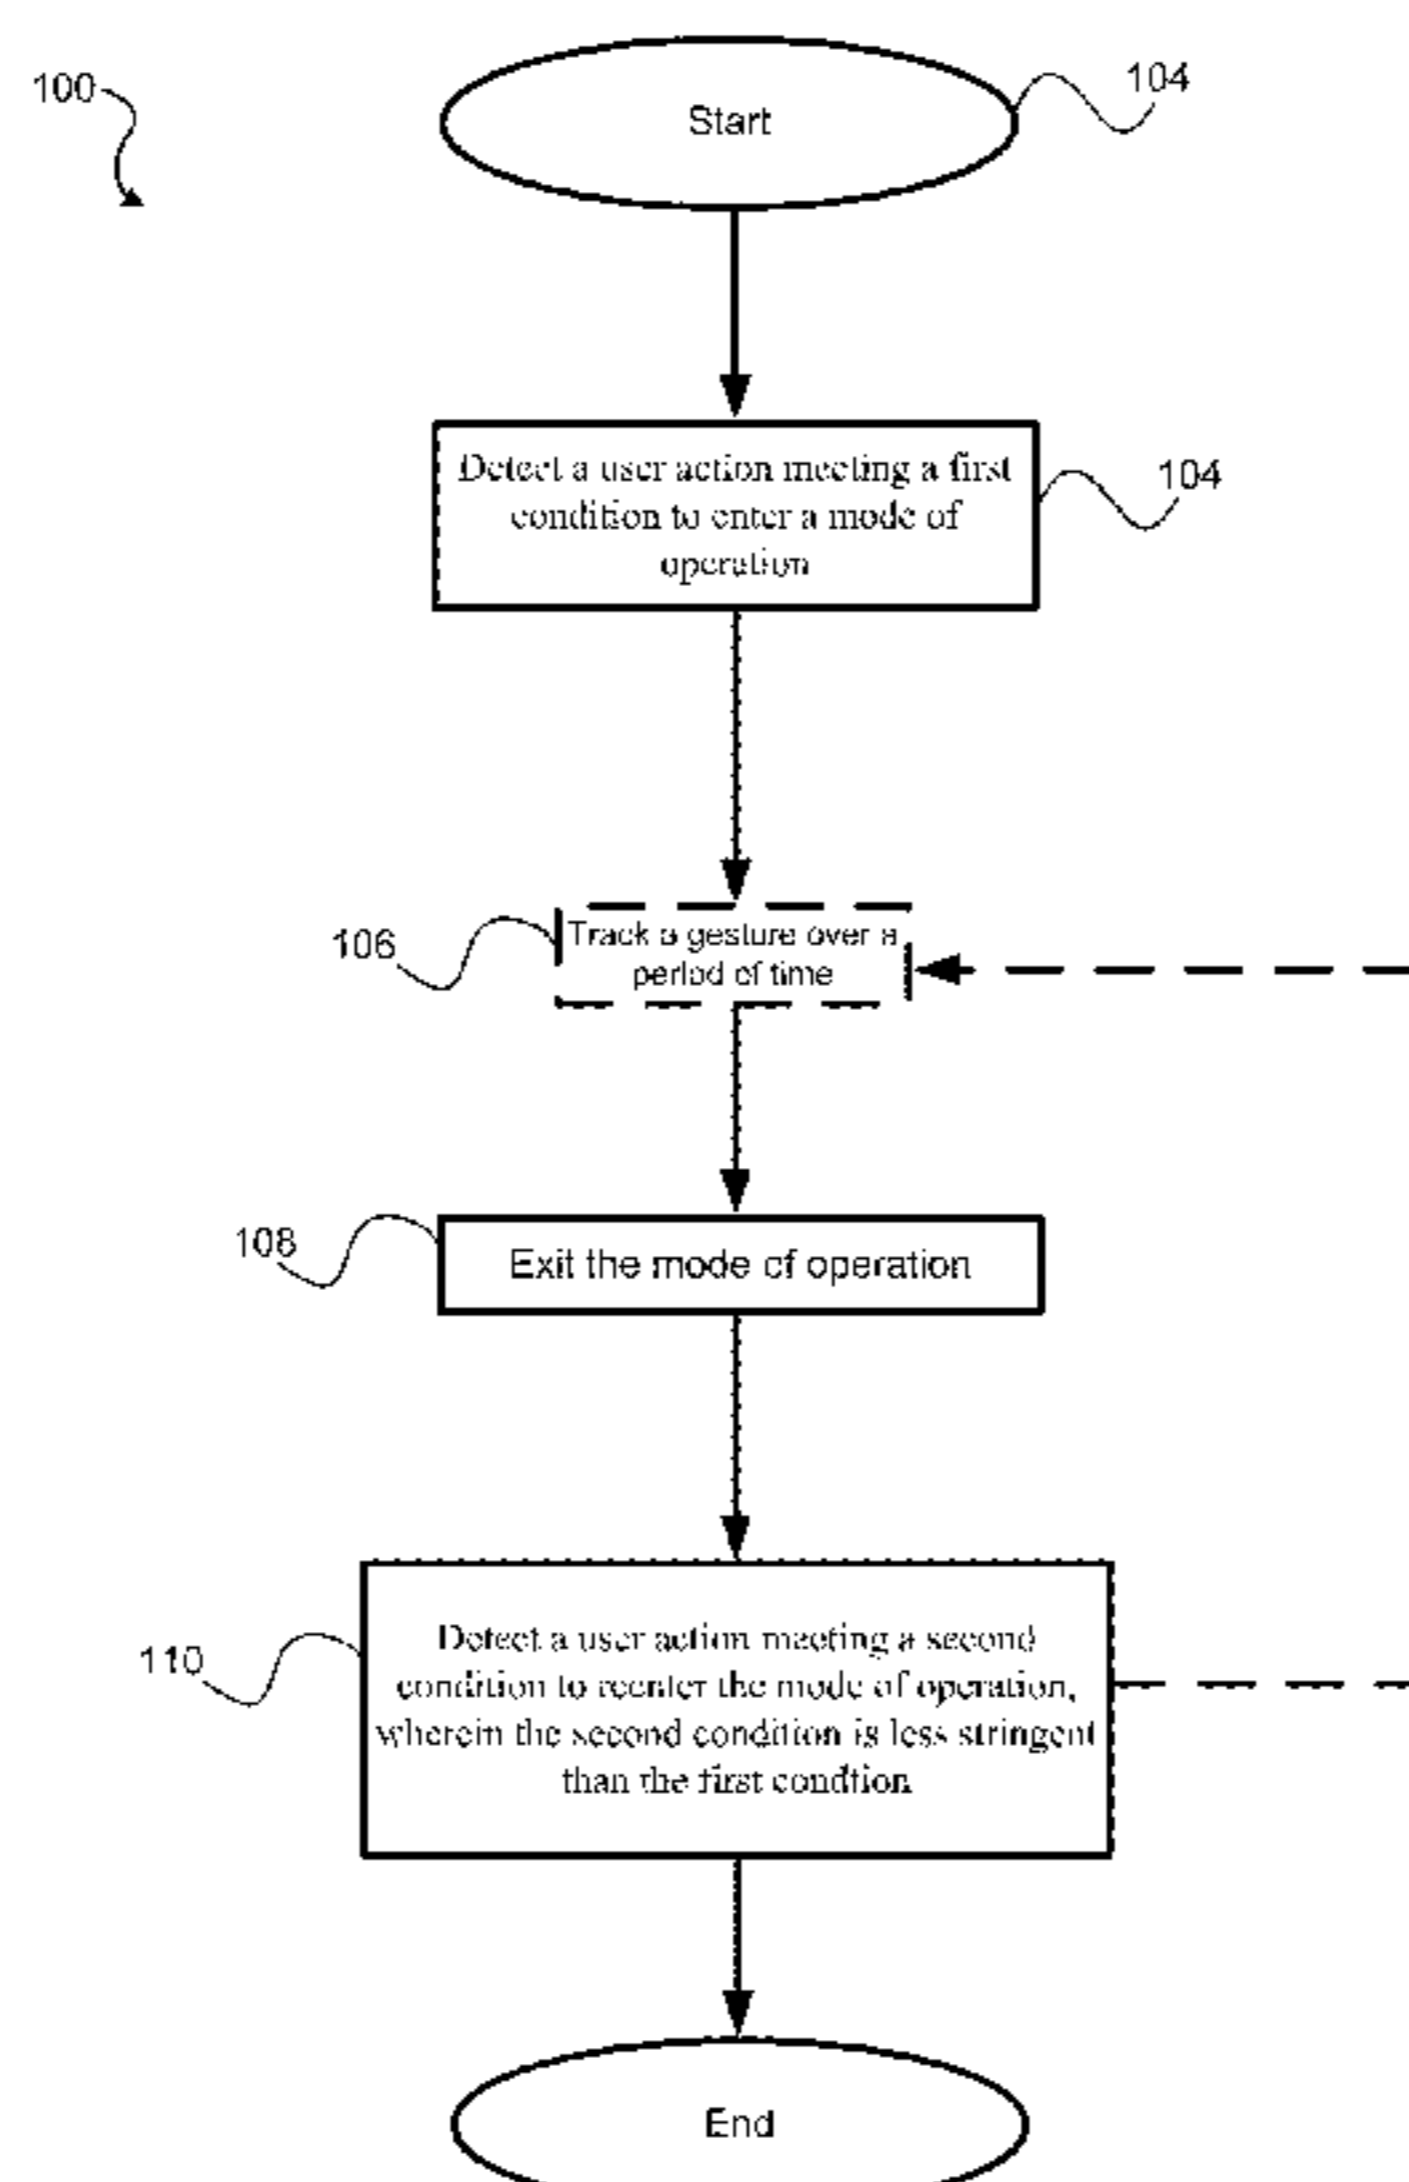 100
Start
104
Detect a user action meeting a first
condition to enter a mode of
operation
104
106
Track a gesture over a
period of time
108
Exit the mode of operation
110
Detect a user action meeting a second
condition to reenter the mode of operation,
wherein the second condition is less stringent
than the first condtion
End